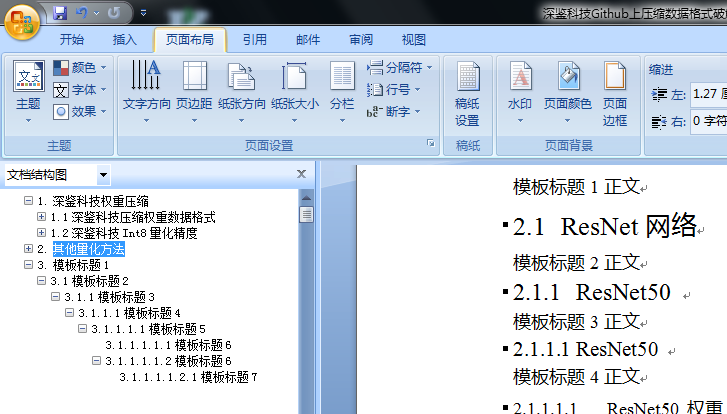 深鉴科技Github上压缩数据格式破
开始 插入 页面布局 引用 邮件 审阅 视图
主题 颜色 字体 效果
文字方向 页边距 纸张方向 纸张大小 分栏 分隔符 行号 断字
稿纸设置
水印 页面颜色 页面边框
缩进
左: 1.27 厘
右: 0 字符
主题 页面设置 稿纸 页面背景
文档结构图
1. 深鉴科技权重压缩
1.1 深鉴科技压缩权重数据格式
1.2 深鉴科技 Int8 量化精度
2. 其他量化方法
3. 模板标题 1
3.1 模板标题 2
3.1.1 模板标题 3
3.1.1.1 模板标题 4
3.1.1.1.1 模板标题 5
3.1.1.1.1.1 模板标题 6
3.1.1.1.1.2 模板标题 6
3.1.1.1.1.2.1 模板标题 7
模板标题 1 正文
2.1 ResNet 网络
模板标题 2 正文
2.1.1 ResNet50
模板标题 3 正文
2.1.1.1 ResNet50
模板标题 4 正文
2.1.1.1.1 ResNet50 权重